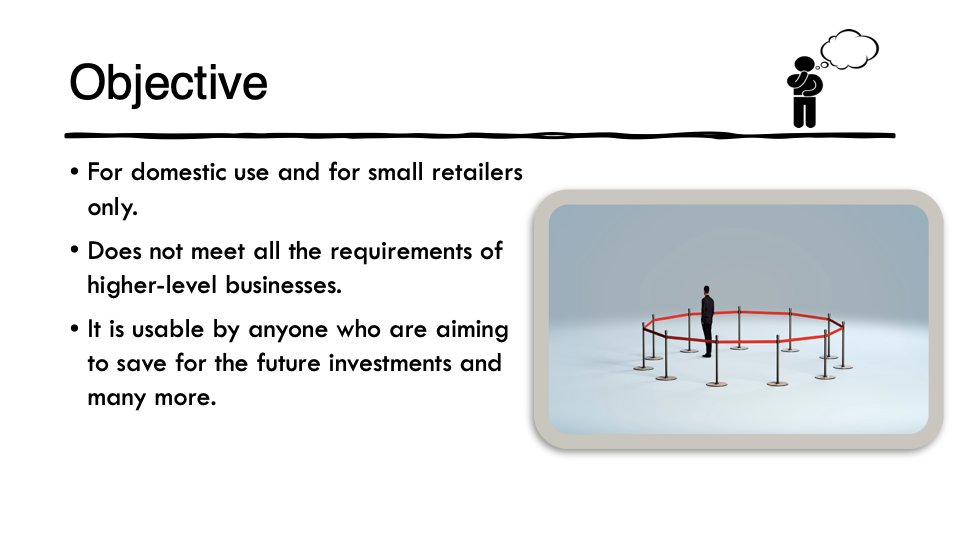 Objective
• For domestic use and for small retailers
only.
• Does not meet all the requirements of
higher-level businesses.
• It is usable by anyone who are aiming
to save for the future investments and
many more.